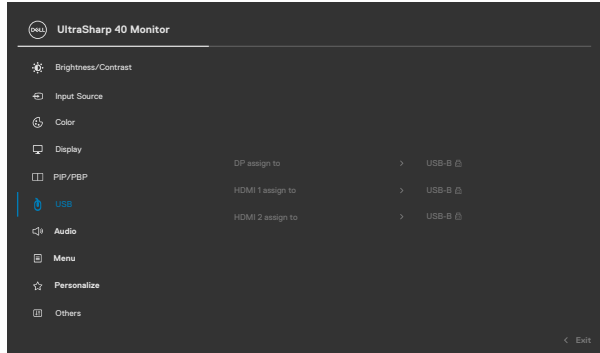 DELL UltraSharp 40 Monitor
Brightness/Contrast
Input Source
Color
Display
PIP/PBP
USB
Audio
Menu
Personalize
Others
DP assign to > USB-B
HDMI 1 assign to > USB-B
HDMI 2 assign to > USB-B
< Exit